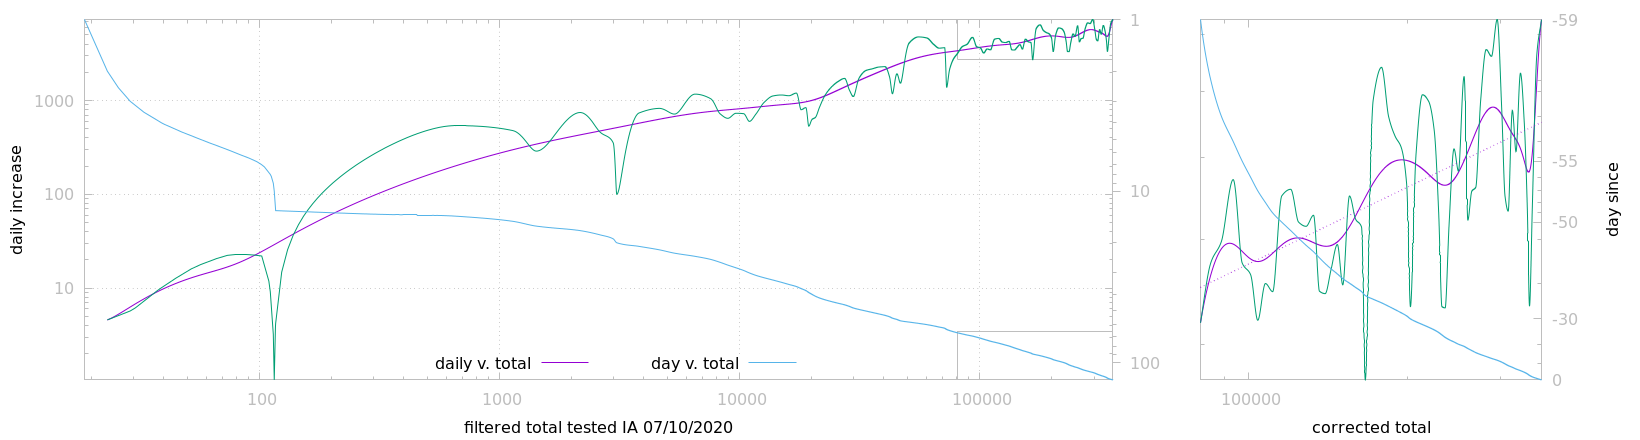 daily increase
1000
100
10
daily v. total
day v. total
100
1000
10000
100000
filtered total tested IA 07/10/2020
1
10
100
100000
corrected total
-59
-55
-50
-30
0
day since